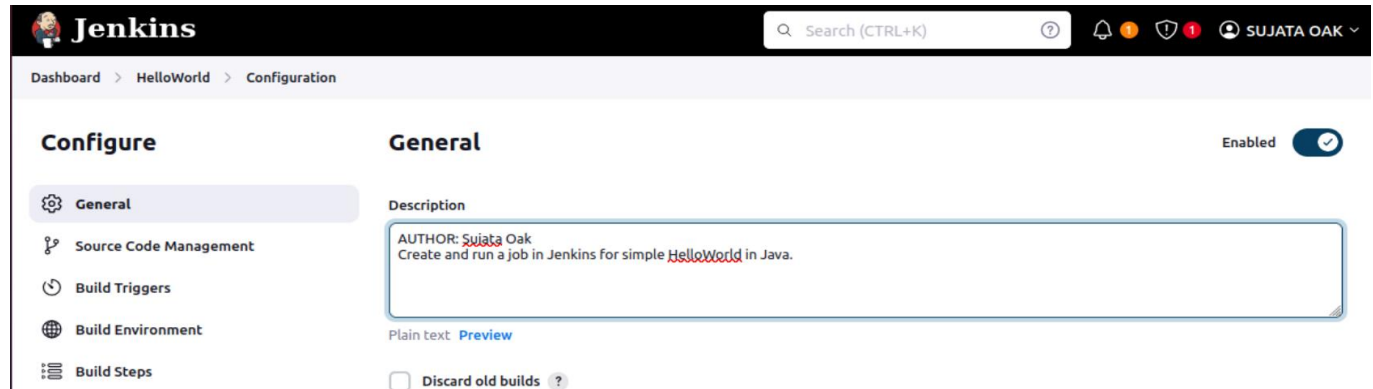 Jenkins
Search (CTRL+K)
?
1
1
SUJATA OAK
Dashboard > HelloWorld > Configuration
Configure
General
Source Code Management
Build Triggers
Build Environment
Build Steps
General
Enabled
Description
AUTHOR: Sujata Oak
Create and run a job in Jenkins for simple HelloWorld in Java.
Plain text Preview
Discard old builds ?